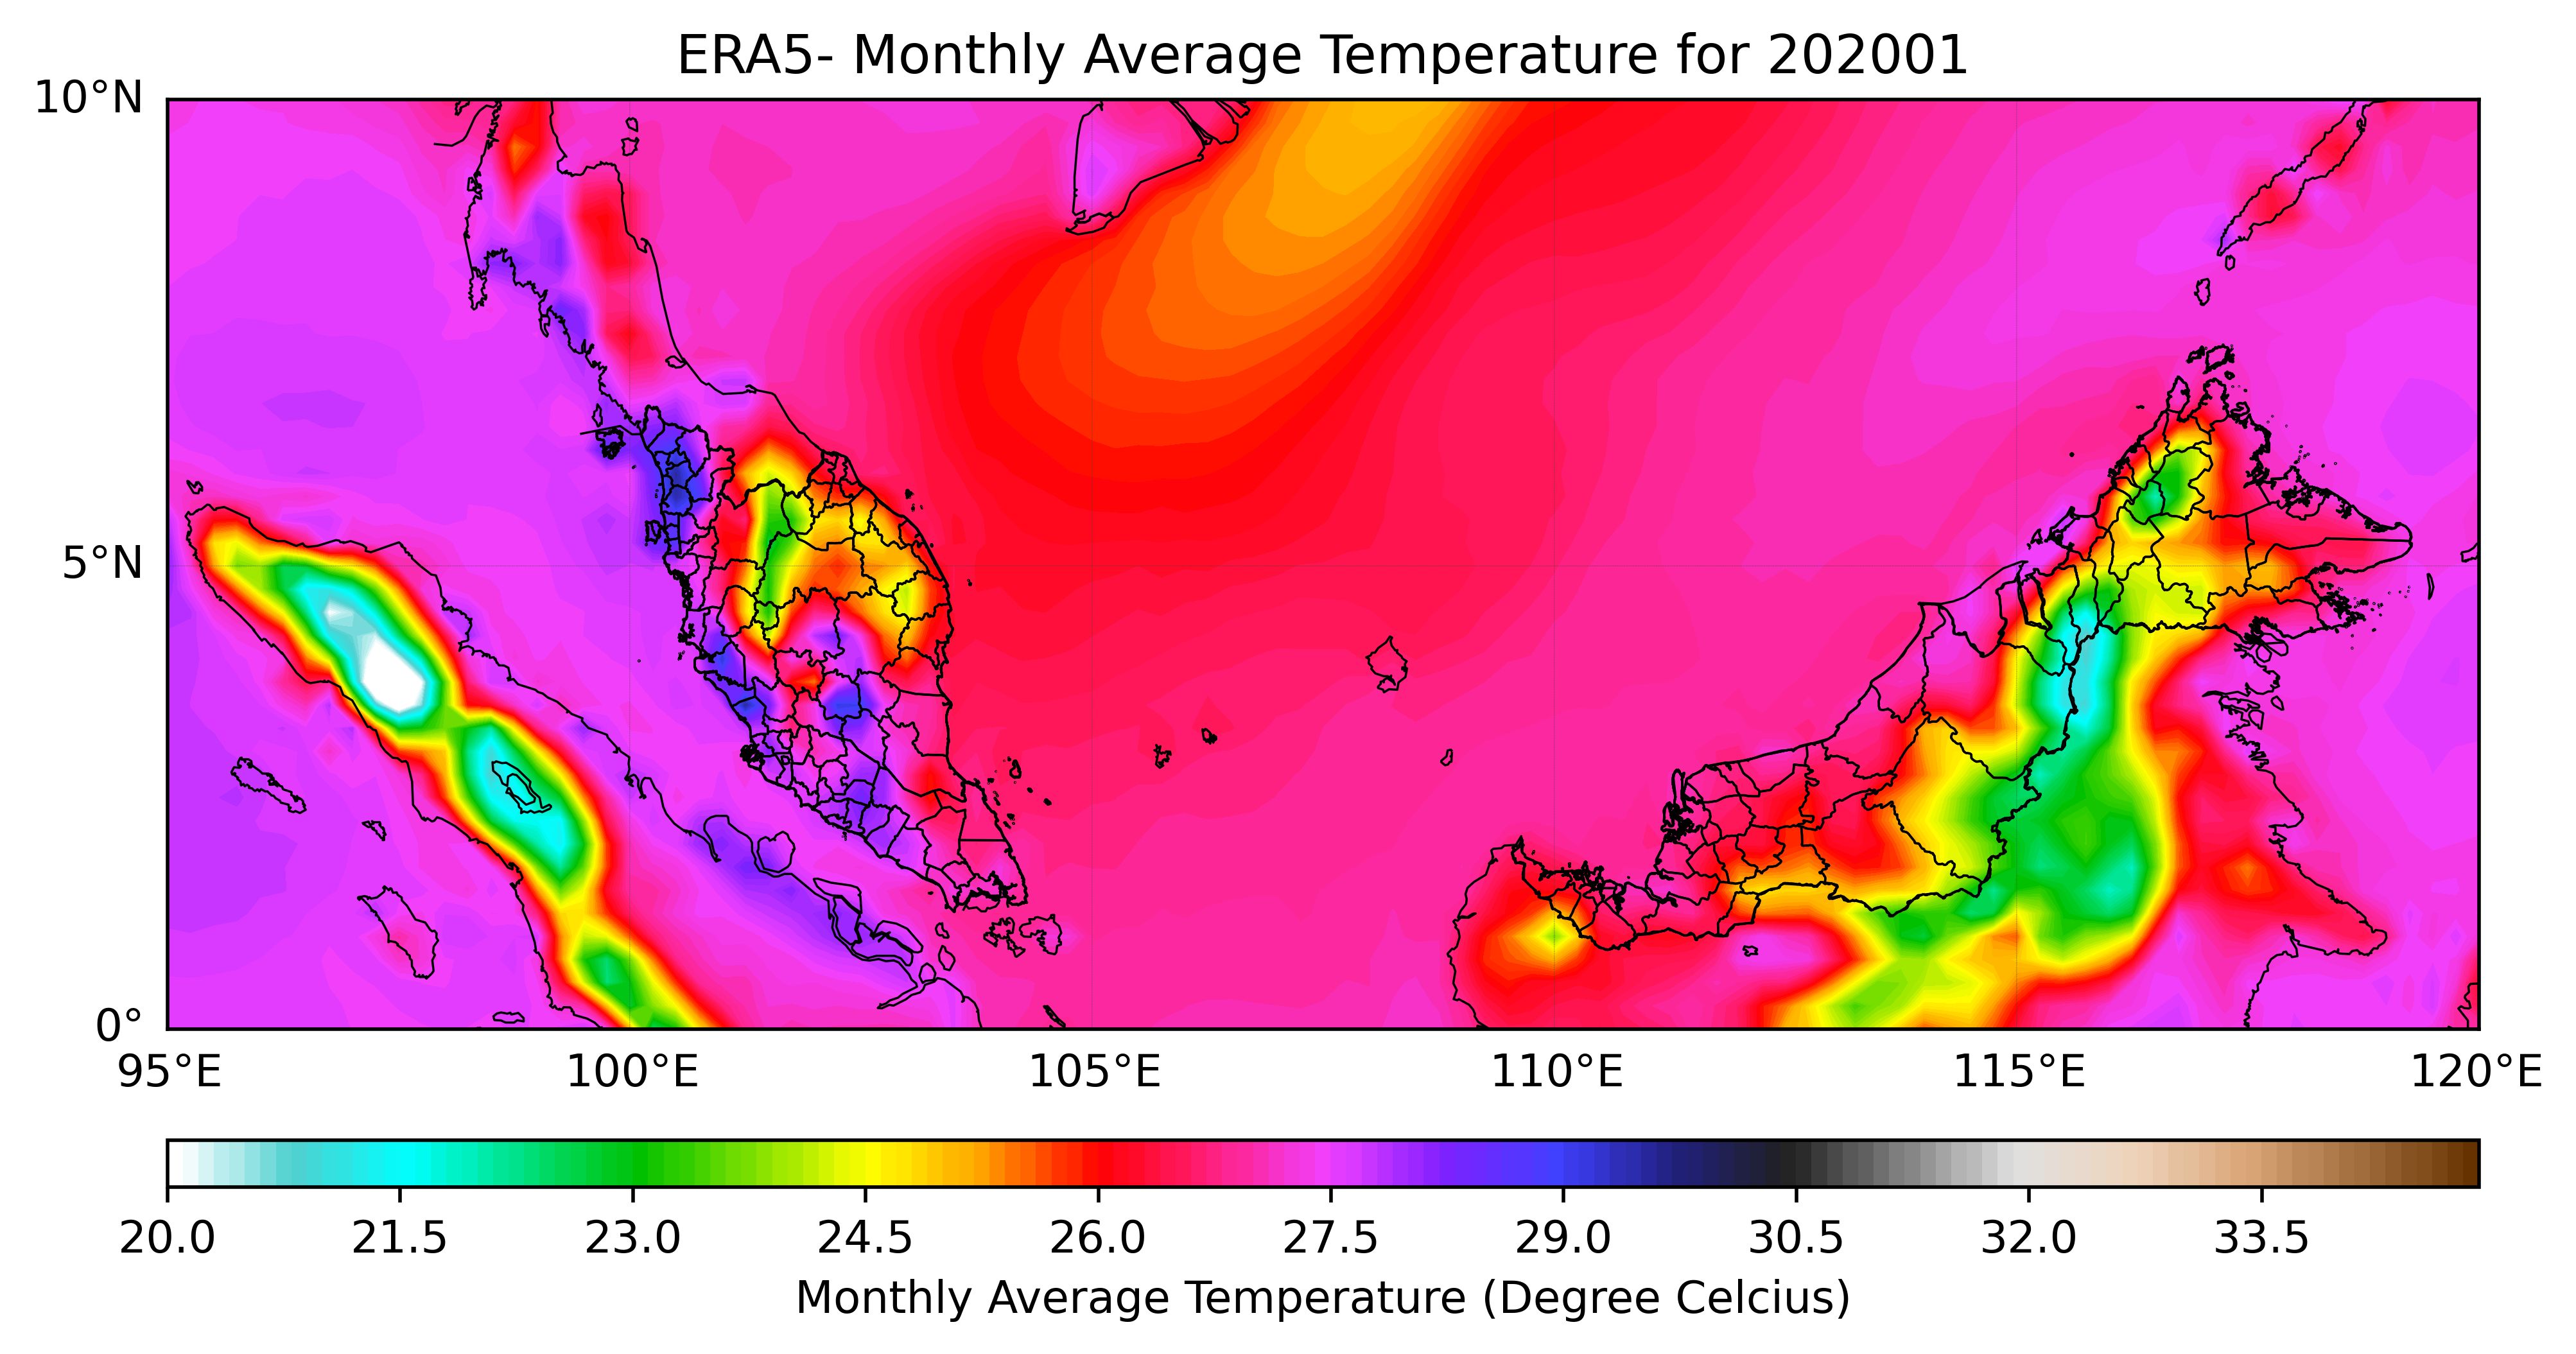 ERA5- Monthly Average Temperature for 202001
10°N
5°N
0°
95°E 100°E 105°E 110°E 115°E 120°E
20.0 21.5 23.0 24.5 26.0 27.5 29.0 30.5 32.0 33.5
Monthly Average Temperature (Degree Celcius)